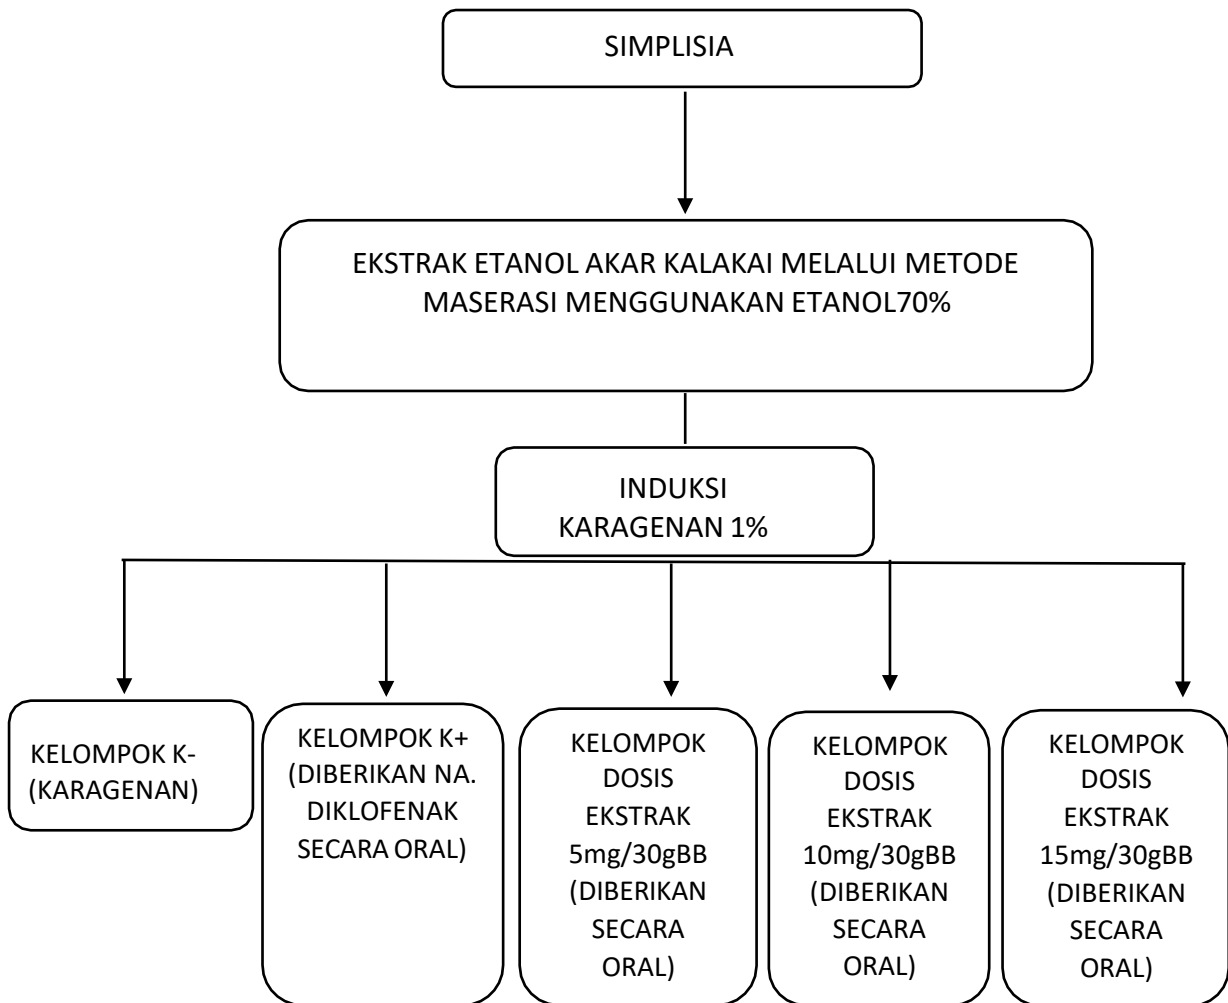 SIMPLISIA
EKSTRAK ETANOL AKAR KALAKAI MELALUI METODE
MASERASI MENGGUNAKAN ETANOL70%
INDUKSI
KARAGENAN 1%
KELOMPOK K-
(KARAGENAN)
KELOMPOK K+
(DIBERIKAN NA.
DIKLOFENAK
SECARA ORAL)
KELOMPOK
DOSIS
EKSTRAK
5mg/30gBB
(DIBERIKAN
SECARA
ORAL)
KELOMPOK
DOSIS
EKSTRAK
10mg/30gBB
(DIBERIKAN
SECARA
ORAL)
KELOMPOK
DOSIS
EKSTRAK
15mg/30gBB
(DIBERIKAN
SECARA
ORAL)